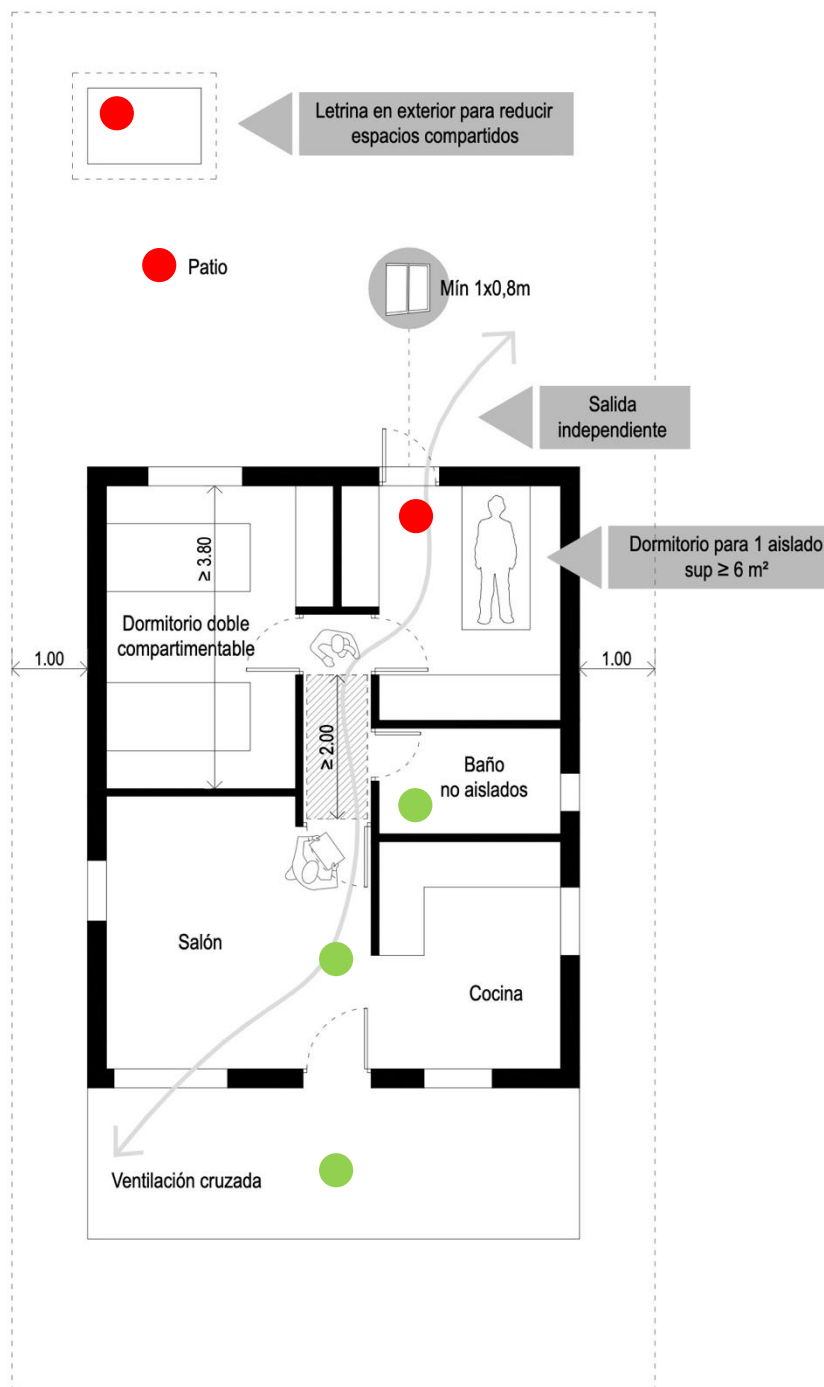 Letrina en exterior para reducir
espacios compartidos
Patio
Mín 1x0,8m
Salida
independiente
Dormitorio para 1 aislado
sup ≥ 6 m²
≥ 3.80
Dormitorio doble
compartimentable
1.00
1.00
≥ 2.00
Baño
no aislados
Salón
Cocina
Ventilación cruzada